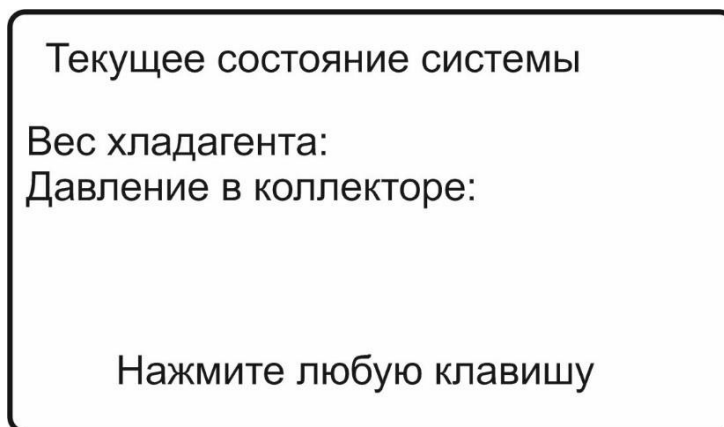 Текущее состояние системы
Вес хладагента:
Давление в коллекторе:
Нажмите любую клавишу